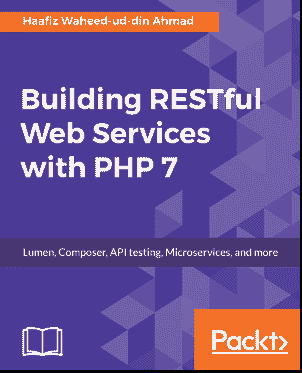 Haafiz Waheed-ud-din Ahmad
Building RESTful
Web Services
with PHP 7
Lumen, Composer, API testing, Microservices, and more
Packt>